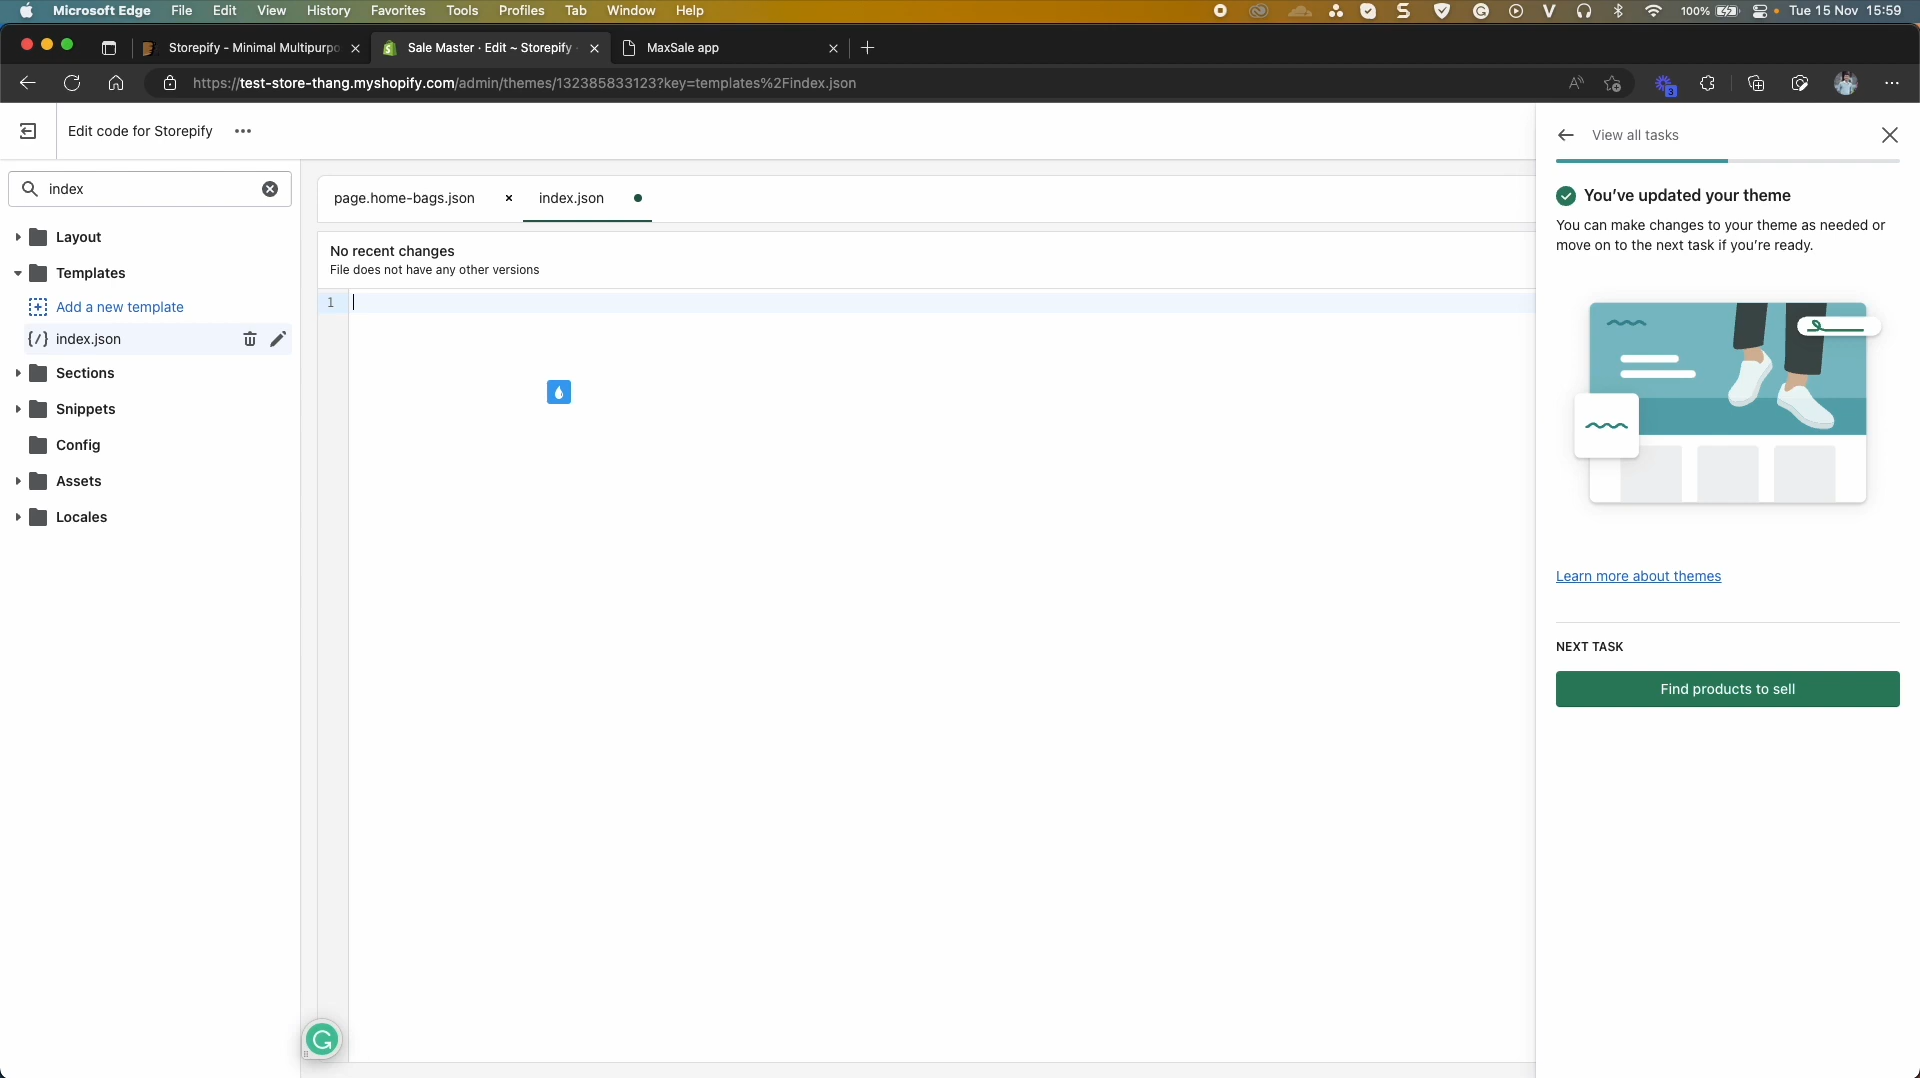 Microsoft Edge File Edit View History Favorites Tools Profiles Tab Window Help 100% Tue 15 Nov 15:59
Storepify - Minimal Multipurpo Sale Master · Edit ~ Storepify MaxSale app
https://test-store-thang.myshopify.com/admin/themes/132385833123?key=templates%2Findex.json
3
Edit code for Storepify
index
Layout
Templates
Add a new template
{/} index.json
Sections
Snippets
Config
Assets
Locales
page.home-bags.json index.json
No recent changes
File does not have any other versions
1
View all tasks
You've updated your theme
You can make changes to your theme as needed or
move on to the next task if you're ready.
Learn more about themes
NEXT TASK
Find products to sell